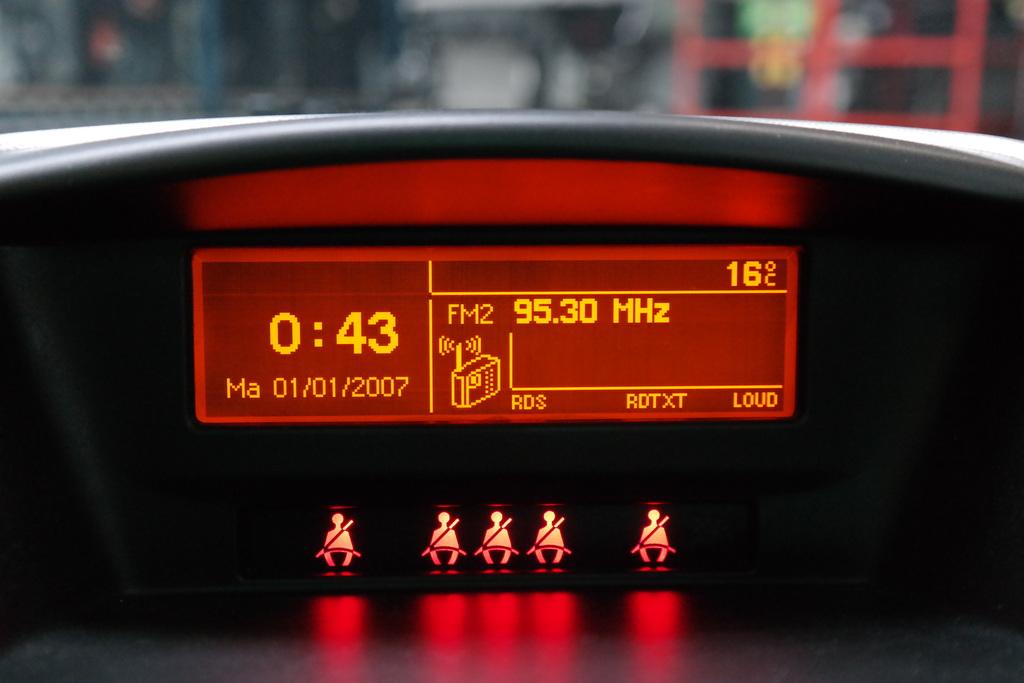 16°C
FM2 95.30 MHz
0:43
Ma 01/01/2007
RDS RDTXT LOUD